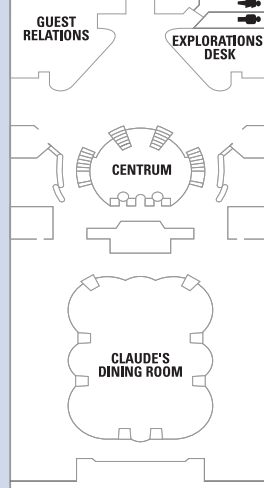 GUEST
RELATIONS
EXPLORATIONS
DESK
CENTRUM
CLAUDE'S
DINING ROOM